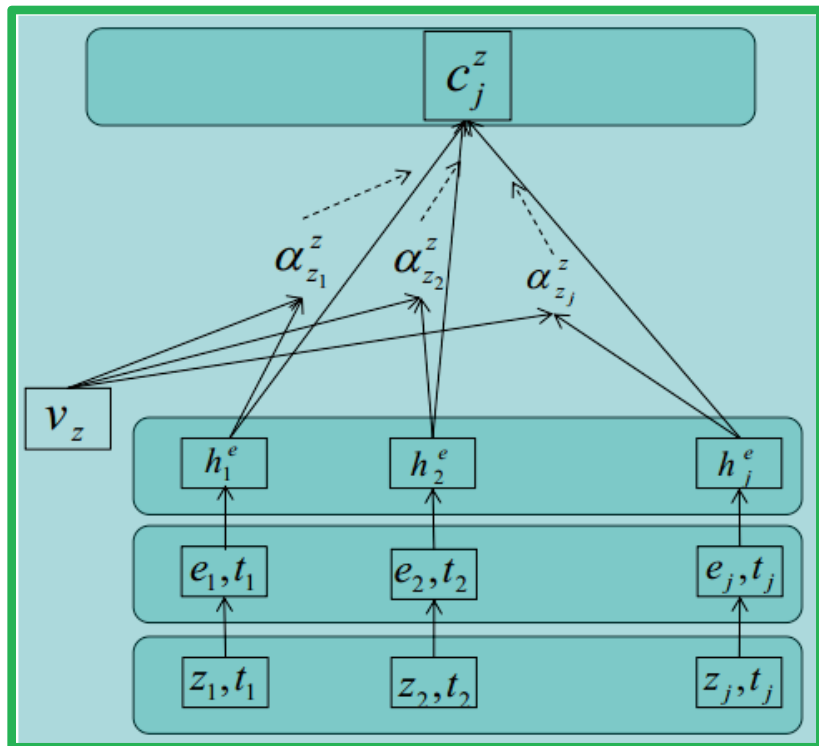 c_j^z
α_{z_1}^z α_{z_2}^z α_{z_j}^z
v_z
h_1^e h_2^e h_j^e
e_1,t_1 e_2,t_2 e_j,t_j
z_1,t_1 z_2,t_2 z_j,t_j